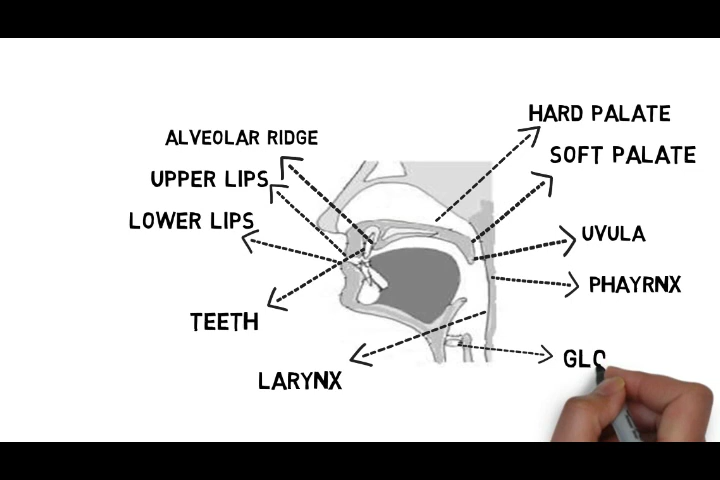 HARD PALATE
ALVEOLAR RIDGE
SOFT PALATE
UPPER LIPS
LOWER LIPS
UVULA
PHAYRNX
TEETH
GLO
LARYNX